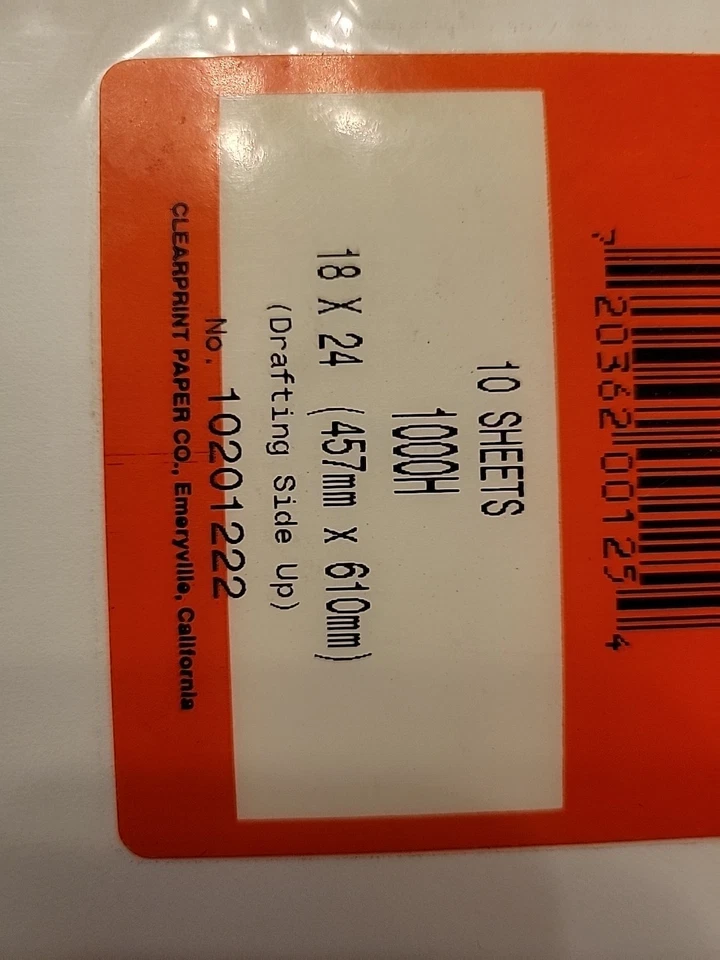 7 20362 00125 4
10 SHEETS
1000H
18 X 24 (457mm x 610mm)
(Drafting Side Up)
No. 10201222
CLEARPRINT PAPER CO., Emeryville, California